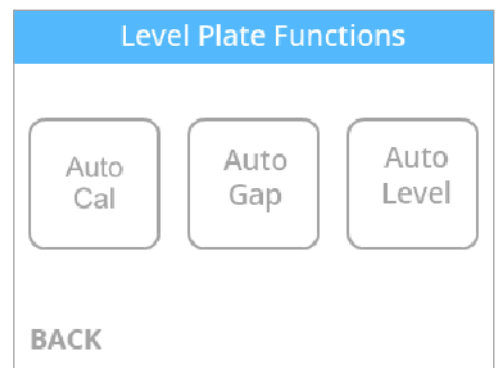 Level Plate Functions
Auto
Cal
Auto
Gap
Auto
Level
BACK